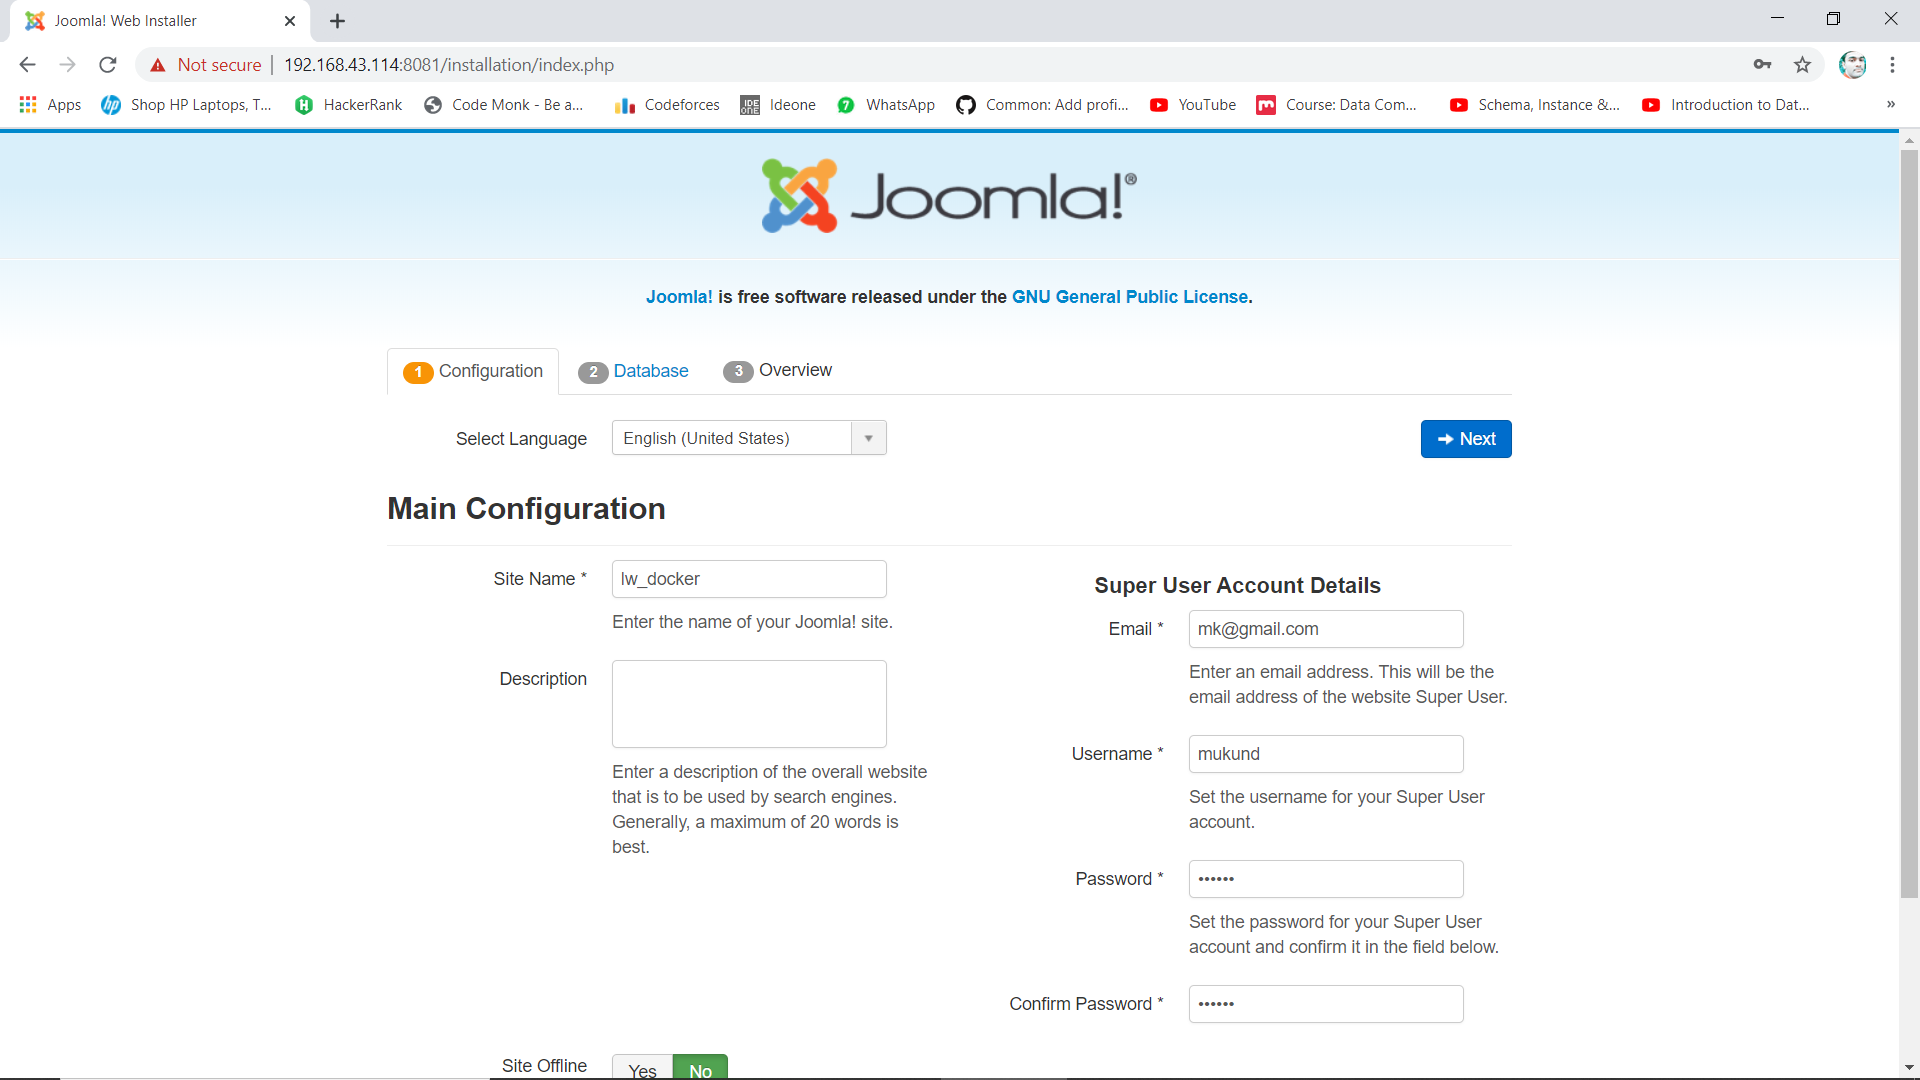 Joomla! Web Installer
Not secure | 192.168.43.114:8081/installation/index.php
Apps Shop HP Laptops, T... HackerRank Code Monk - Be a... Codeforces Ideone WhatsApp Common: Add profi... YouTube Course: Data Com... Schema, Instance &... Introduction to Dat... »
Joomla!®
Joomla! is free software released under the GNU General Public License.
1 Configuration 2 Database 3 Overview
Select Language English (United States) Next
Main Configuration
Site Name * lw_docker
Enter the name of your Joomla! site.
Description
Enter a description of the overall website
that is to be used by search engines.
Generally, a maximum of 20 words is
best.
Super User Account Details
Email * mk@gmail.com
Enter an email address. This will be the
email address of the website Super User.
Username * mukund
Set the username for your Super User
account.
Password * ••••••
Set the password for your Super User
account and confirm it in the field below.
Confirm Password * ••••••
Site Offline Yes No